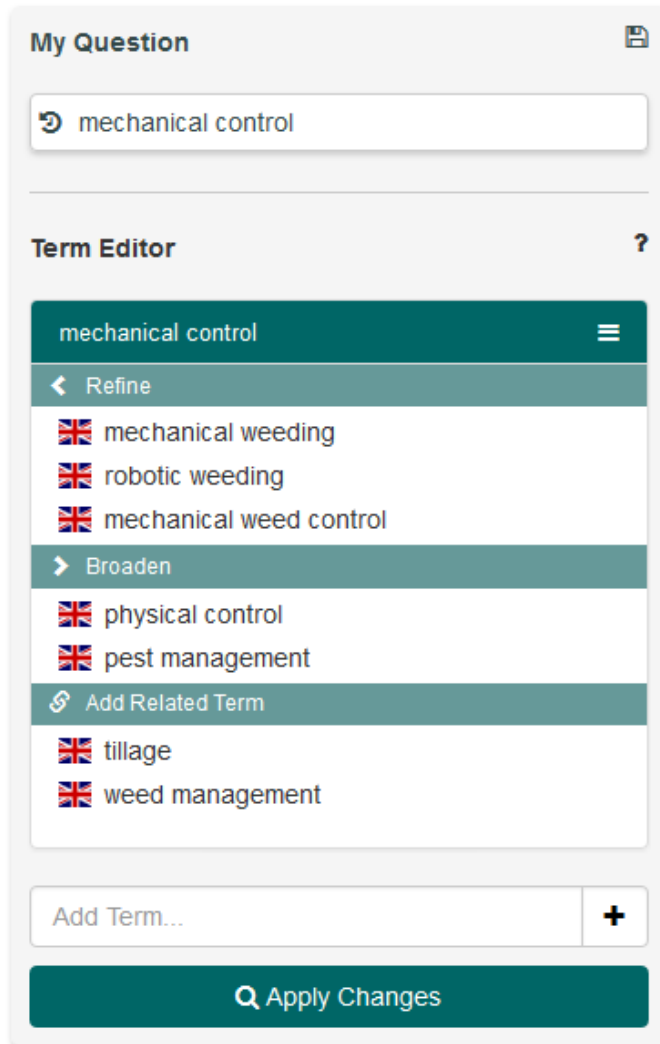 My Question
mechanical control
Term Editor
?
mechanical control
Refine
mechanical weeding
robotic weeding
mechanical weed control
Broaden
physical control
pest management
Add Related Term
tillage
weed management
Add Term...
+
Apply Changes